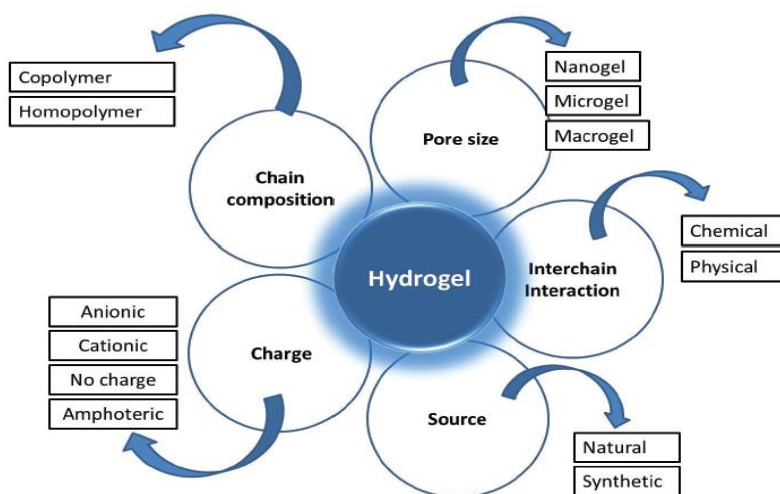 Copolymer
Homopolymer
Chain
composition
Pore size
Nanogel
Microgel
Macrogel
Hydrogel
Interchain
Interaction
Chemical
Physical
Anionic
Cationic
No charge
Amphoteric
Charge
Source
Natural
Synthetic